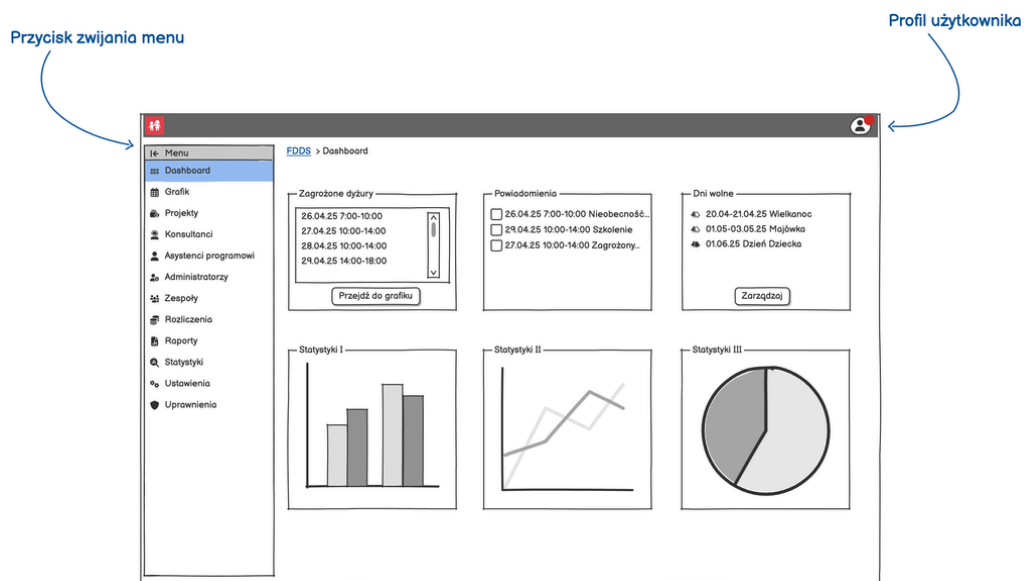 Profil użytkownika
Przycisk zwijania menu
Menu
Dashboard
Grafik
Projekty
Konsultanci
Asystenci programowi
Administratorzy
Zespoły
Rozliczenia
Raporty
Statystyki
Ustawienia
Uprawnienia
FDDS > Dashboard
Zagrożone dyżury
26.04.25 7:00-10:00
27.04.25 10:00-14:00
28.04.25 10:00-14:00
29.04.25 14:00-18:00
Przejdź do grafiku
Powiadomienia
26.04.25 7:00-10:00 Nieobecność...
29.04.25 10:00-14:00 Szkolenie
27.04.25 10:00-14:00 Zagrożony...
Dni wolne
20.04-21.04.25 Wielkanoc
01.05-03.05.25 Majówka
01.06.25 Dzień Dziecka
Zarządzaj
Statystyki I
Statystyki II
Statystyki III